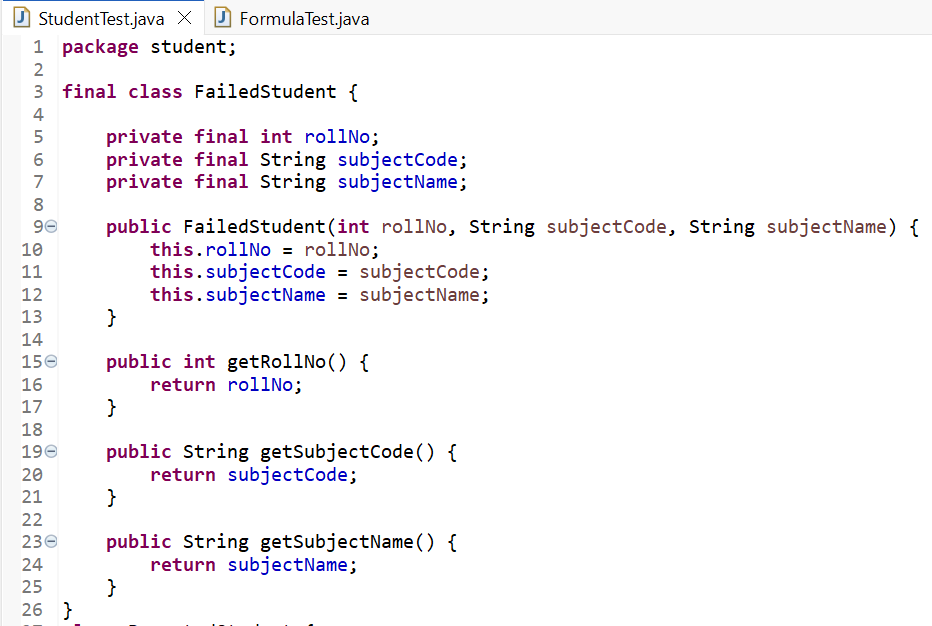 StudentTest.java
FormulaTest.java
1 package student;
2
3 final class FailedStudent {
4
5     private final int rollNo;
6     private final String subjectCode;
7     private final String subjectName;
8
9     public FailedStudent(int rollNo, String subjectCode, String subjectName) {
10         this.rollNo = rollNo;
11         this.subjectCode = subjectCode;
12         this.subjectName = subjectName;
13     }
14
15     public int getRollNo() {
16         return rollNo;
17     }
18
19     public String getSubjectCode() {
20         return subjectCode;
21     }
22
23     public String getSubjectName() {
24         return subjectName;
25     }
26 }